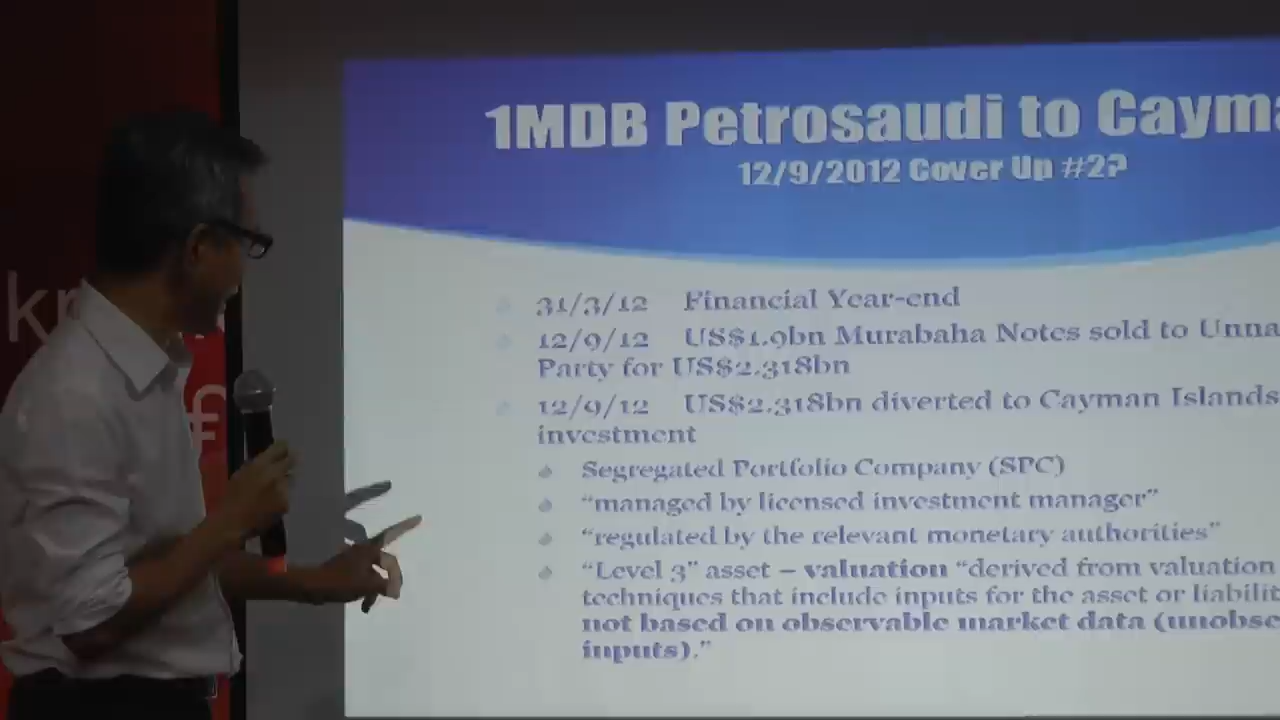 1MDB Petrosaudi to Cayma
12/9/2012 Cover Up #2?
31/3/12 Financial Year-end
12/9/12 US$1.9bn Murabaha Notes sold to Unna
Party for US$2.318bn
12/9/12 US$2.318bn diverted to Cayman Islands
investment
Segregated Portfolio Company (SPC)
“managed by licensed investment manager”
“regulated by the relevant monetary authorities”
“Level 3” asset – valuation “derived from valuation
techniques that include inputs for the asset or liabilit
not based on observable market data (unobse
inputs).”